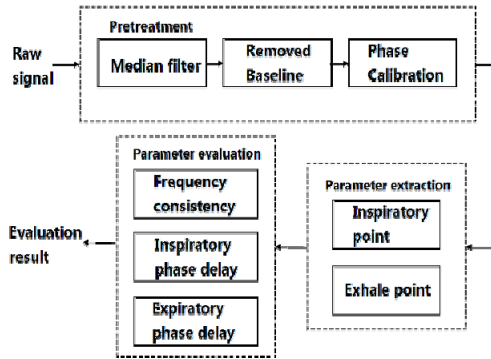 Pretreatment
Raw
signal
Median filter
Removed
Baseline
Phase
Calibration
Parameter evaluation
Frequency
consistency
Inspiratory
phase delay
Expiratory
phase delay
Evaluation
result
Parameter extraction
Inspiratory
point
Exhale point